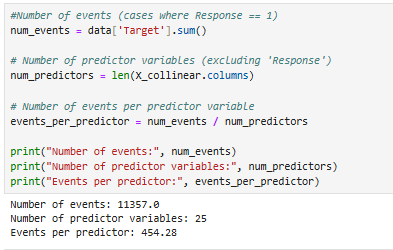 #Number of events (cases where Response == 1)
num_events = data['Target'].sum()
# Number of predictor variables (excluding 'Response')
num_predictors = len(X_collinear.columns)
# Number of events per predictor variable
events_per_predictor = num_events / num_predictors
print("Number of events:", num_events)
print("Number of predictor variables:", num_predictors)
print("Events per predictor:", events_per_predictor)
Number of events: 11357.0
Number of predictor variables: 25
Events per predictor: 454.28